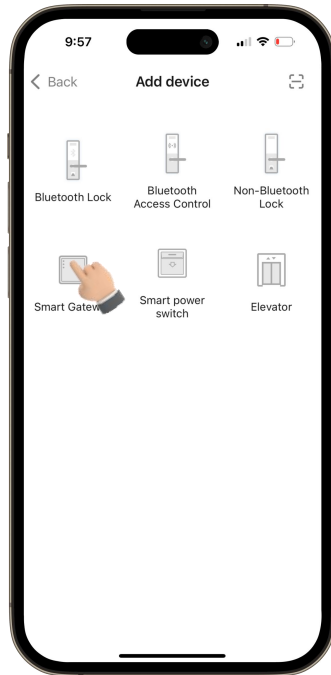 9:57
Back
Add device
Bluetooth Lock
Bluetooth
Access Control
Non-Bluetooth
Lock
Smart Gatew
Smart power
switch
Elevator